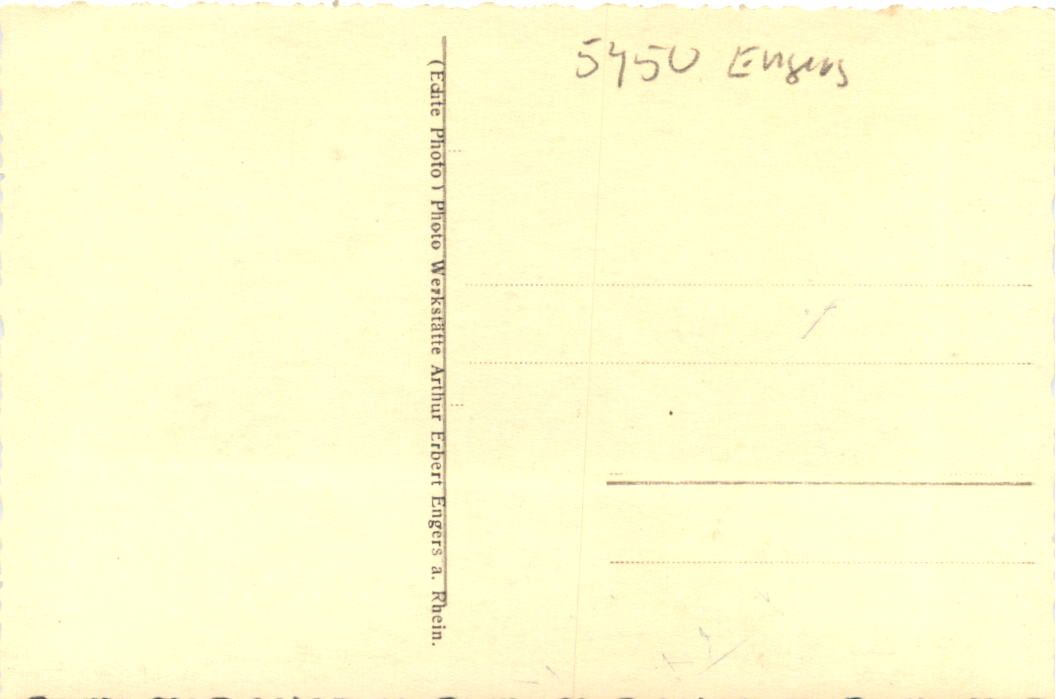 5450 Engers
(Echte Photo) Photo Werkstätte Arthur Erbert Engers a. Rhein.